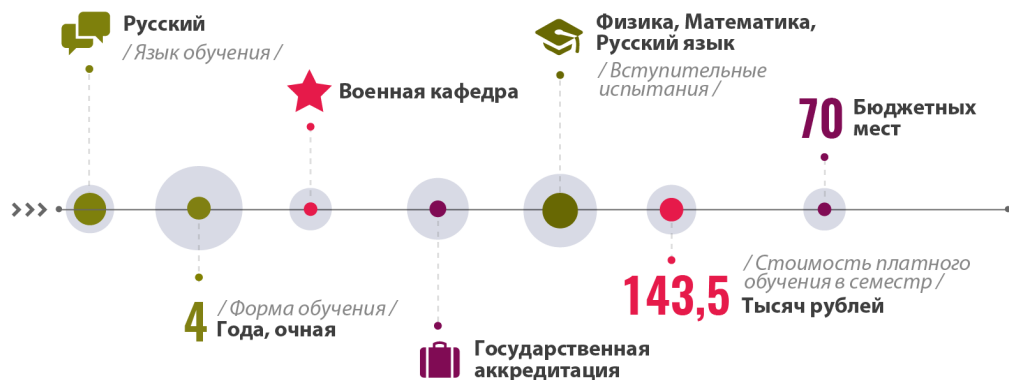 Русский
/ Язык обучения /
Военная кафедра
Физика, Математика,
Русский язык
/ Вступительные
испытания /
70 Бюджетных
мест
4 / Форма обучения /
Года, очная
Государственная
аккредитация
143,5 / Стоимость платного
обучения в семестр /
Тысяч рублей